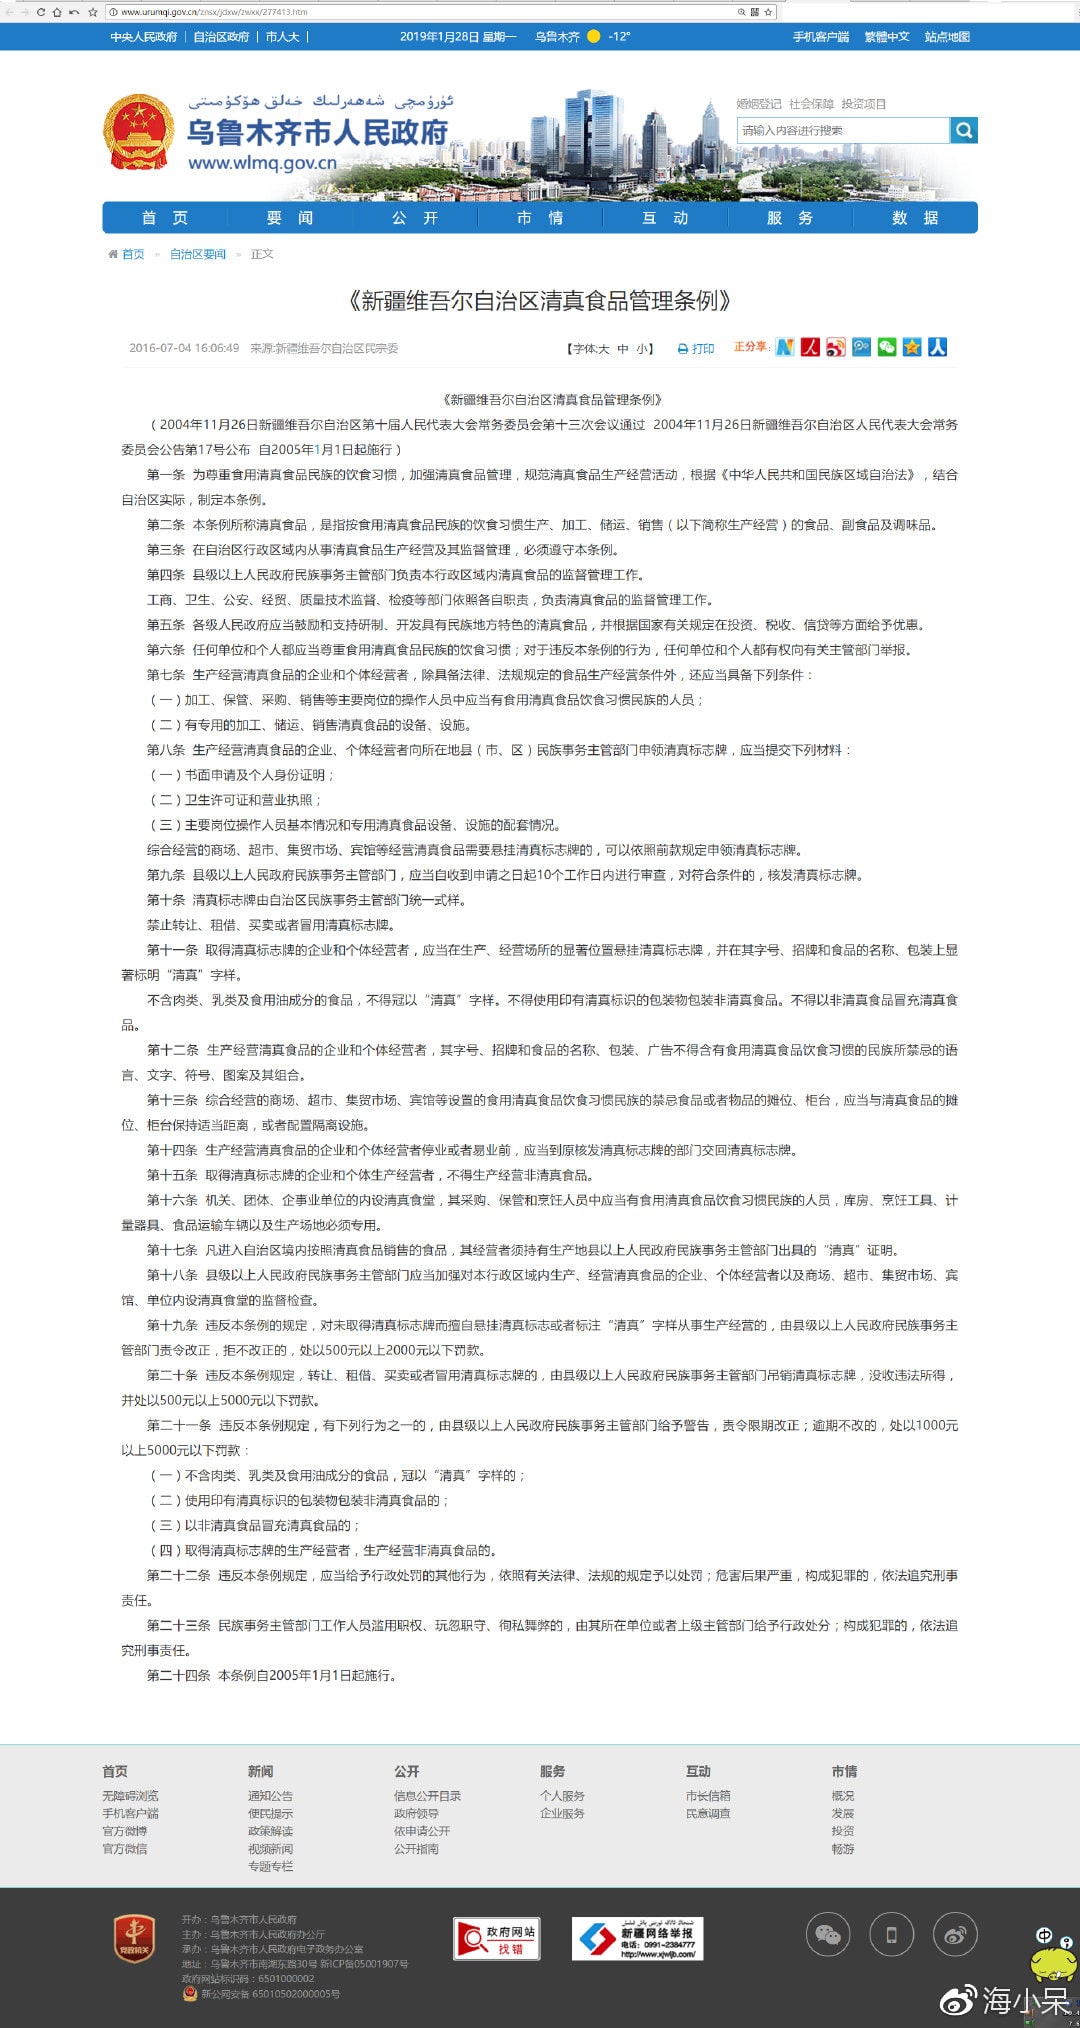 www.urumqi.gov.cn/znsx/jdxw/zwxx/277413.htm
中央人民政府 | 自治区政府 | 市人大 |
2019年1月28日 星期一 乌鲁木齐 -12°
手机客户端 繁體中文 站点地图
ئۈرۈمچى شەھەرلىك خەلق ھۆكۈمىتى
乌鲁木齐市人民政府
www.wlmq.gov.cn
婚姻登记 社会保障 投资项目
请输入内容进行搜索
首 页 要 闻 公 开 市 情 互 动 服 务 数 据
首页 » 自治区要闻 » 正文
《新疆维吾尔自治区清真食品管理条例》
2016-07-04 16:06:49 来源:新疆维吾尔自治区民宗委
【字体:大 中 小】 打印 正分享:
《新疆维吾尔自治区清真食品管理条例》
（2004年11月26日新疆维吾尔自治区第十届人民代表大会常务委员会第十三次会议通过 2004年11月26日新疆维吾尔自治区人民代表大会常务
委员会公告第17号公布 自2005年1月1日起施行）
第一条 为尊重食用清真食品民族的饮食习惯，加强清真食品管理，规范清真食品生产经营活动，根据《中华人民共和国民族区域自治法》，结合
自治区实际，制定本条例。
第二条 本条例所称清真食品，是指按食用清真食品民族的饮食习惯生产、加工、储运、销售（以下简称生产经营）的食品、副食品及调味品。
第三条 在自治区行政区域内从事清真食品生产经营及其监督管理，必须遵守本条例。
第四条 县级以上人民政府民族事务主管部门负责本行政区域内清真食品的监督管理工作。
工商、卫生、公安、经贸、质量技术监督、检疫等部门依照各自职责，负责清真食品的监督管理工作。
第五条 各级人民政府应当鼓励和支持研制、开发具有民族地方特色的清真食品，并根据国家有关规定在投资、税收、信贷等方面给予优惠。
第六条 任何单位和个人都应当尊重食用清真食品民族的饮食习惯；对于违反本条例的行为，任何单位和个人都有权向有关主管部门举报。
第七条 生产经营清真食品的企业和个体经营者，除具备法律、法规规定的食品生产经营条件外，还应当具备下列条件：
（一）加工、保管、采购、销售等主要岗位的操作人员中应当有食用清真食品饮食习惯民族的人员；
（二）有专用的加工、储运、销售清真食品的设备、设施。
第八条 生产经营清真食品的企业、个体经营者向所在地县（市、区）民族事务主管部门申领清真标志牌，应当提交下列材料：
（一）书面申请及个人身份证明；
（二）卫生许可证和营业执照；
（三）主要岗位操作人员基本情况和专用清真食品设备、设施的配套情况。
综合经营的商场、超市、集贸市场、宾馆等经营清真食品需要悬挂清真标志牌的，可以依照前款规定申领清真标志牌。
第九条 县级以上人民政府民族事务主管部门，应当自收到申请之日起10个工作日内进行审查，对符合条件的，核发清真标志牌。
第十条 清真标志牌由自治区民族事务主管部门统一式样。
禁止转让、租借、买卖或者冒用清真标志牌。
第十一条 取得清真标志牌的企业和个体经营者，应当在生产、经营场所的显著位置悬挂清真标志牌，并在其字号、招牌和食品的名称、包装上显
著标明“清真”字样。
不含肉类、乳类及食用油成分的食品，不得冠以“清真”字样。不得使用印有清真标识的包装物包装非清真食品。不得以非清真食品冒充清真食
品。
第十二条 生产经营清真食品的企业和个体经营者，其字号、招牌和食品的名称、包装、广告不得含有食用清真食品饮食习惯的民族所禁忌的语
言、文字、符号、图案及其组合。
第十三条 综合经营的商场、超市、集贸市场、宾馆等设置的食用清真食品饮食习惯民族的禁忌食品或者物品的摊位、柜台，应当与清真食品的摊
位、柜台保持适当距离，或者配置隔离设施。
第十四条 生产经营清真食品的企业和个体经营者停业或者易业前，应当到原核发清真标志牌的部门交回清真标志牌。
第十五条 取得清真标志牌的企业和个体生产经营者，不得生产经营非清真食品。
第十六条 机关、团体、企事业单位的内设清真食堂，其采购、保管和烹饪人员中应当有食用清真食品饮食习惯民族的人员，库房、烹饪工具、计
量器具、食品运输车辆以及生产场地必须专用。
第十七条 凡进入自治区境内按照清真食品销售的食品，其经营者须持有生产地县以上人民政府民族事务主管部门出具的“清真”证明。
第十八条 县级以上人民政府民族事务主管部门应当加强对本行政区域内生产、经营清真食品的企业、个体经营者以及商场、超市、集贸市场、宾
馆、单位内设清真食堂的监督检查。
第十九条 违反本条例的规定，对未取得清真标志牌而擅自悬挂清真标志或者标注“清真”字样从事生产经营的，由县级以上人民政府民族事务主
管部门责令改正，拒不改正的，处以500元以上2000元以下罚款。
第二十条 违反本条例规定，转让、租借、买卖或者冒用清真标志牌的，由县级以上人民政府民族事务主管部门吊销清真标志牌，没收违法所得，
并处以500元以上5000元以下罚款。
第二十一条 违反本条例规定，有下列行为之一的，由县级以上人民政府民族事务主管部门给予警告，责令限期改正；逾期不改的，处以1000元
以上5000元以下罚款：
（一）不含肉类、乳类及食用油成分的食品，冠以“清真”字样的；
（二）使用印有清真标识的包装物包装非清真食品的；
（三）以非清真食品冒充清真食品的；
（四）取得清真标志牌的生产经营者，生产经营非清真食品的。
第二十二条 违反本条例规定，应当给予行政处罚的其他行为，依照有关法律、法规的规定予以处罚；危害后果严重，构成犯罪的，依法追究刑事
责任。
第二十三条 民族事务主管部门工作人员滥用职权、玩忽职守、徇私舞弊的，由其所在单位或者上级主管部门给予行政处分；构成犯罪的，依法追
究刑事责任。
第二十四条 本条例自2005年1月1日起施行。
首页 新闻 公开 服务 互动 市情
无障碍浏览 通知公告 信息公开目录 个人服务 市长信箱 概况
手机客户端 便民提示 政府领导 企业服务 民意调查 发展
官方微博 政策解读 依申请公开 投资
官方微信 视频新闻 公开指南 畅游
专题专栏
党政机关
开办：乌鲁木齐市人民政府
主办：乌鲁木齐市人民政府办公厅
承办：乌鲁木齐市人民政府电子政务办公室
地址：乌鲁木齐市南湖东路30号 新ICP备05001907号
政府网站标识码：6501000002
新公网安备 65010502000005号
政府网站
找错
新疆网络举报
电话：0991-2384777
http://www.xjwljb.com/
中
海小呆